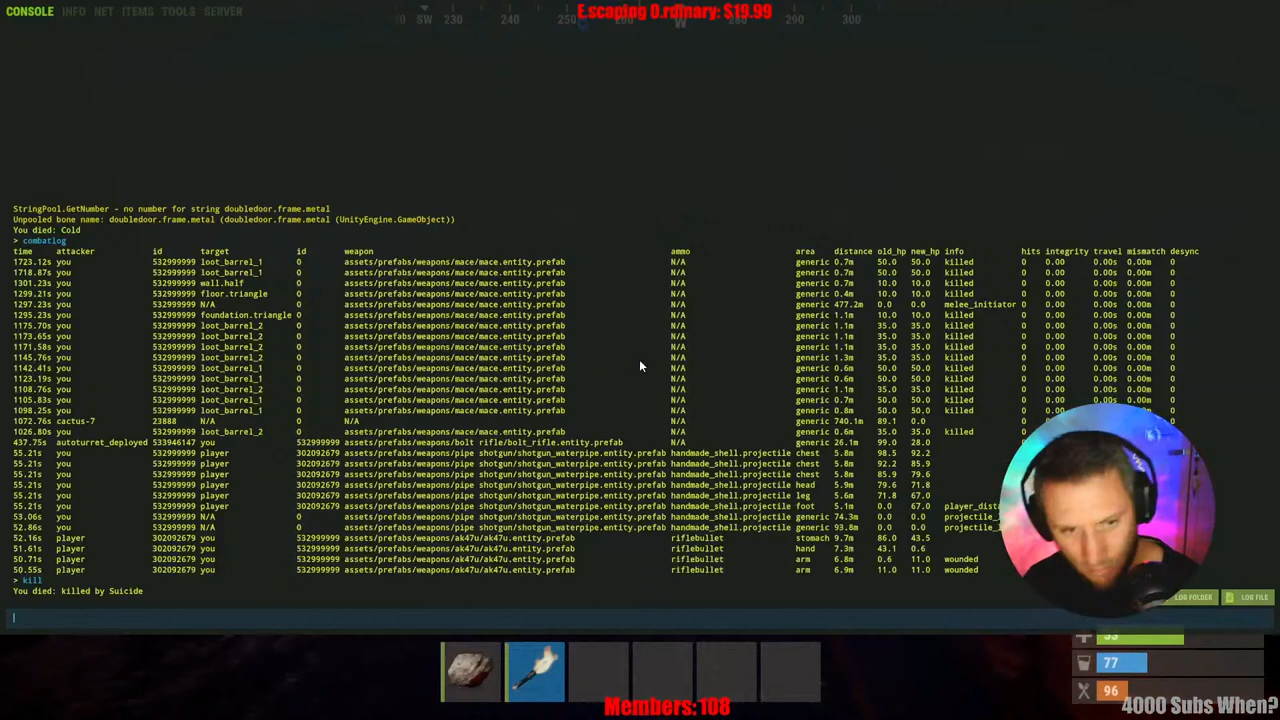 CONSOLE INFO NET ITEMS TOOLS SERVER
E scaping O.rdinary: $19.99
SW 230 240 250 W 280 290 300
StringPool.GetNumber - no number for string doubledoor.frame.metal
Unpooled bone name: doubledoor.frame.metal (doubledoor.frame.metal (UnityEngine.GameObject))
You died: Cold
> combatlog
time attacker id target id weapon ammo area distance old_hp new_hp info hits integrity travel mismatch desync
1723.12s you 532999999 loot_barrel_1 0 assets/prefabs/weapons/mace/mace.entity.prefab N/A generic 0.7m 50.0 50.0 killed 0 0.00 0.00s 0.00m 0
1718.87s you 532999999 loot_barrel_1 0 assets/prefabs/weapons/mace/mace.entity.prefab N/A generic 0.7m 50.0 50.0 killed 0 0.00 0.00s 0.00m 0
1301.23s you 532999999 wall.half 0 assets/prefabs/weapons/mace/mace.entity.prefab N/A generic 0.7m 10.0 10.0 killed 0 0.00 0.00s 0.00m 0
1299.21s you 532999999 floor.triangle 0 assets/prefabs/weapons/mace/mace.entity.prefab N/A generic 0.4m 10.0 10.0 killed 0 0.00 0.00s 0.00m 0
1297.23s you 532999999 N/A 0 assets/prefabs/weapons/mace/mace.entity.prefab N/A generic 477.2m 0.0 0.0 melee_initiator 0 0.00 0.00s 0.00m 0
1295.23s you 532999999 foundation.triangle 0 assets/prefabs/weapons/mace/mace.entity.prefab N/A generic 1.1m 10.0 10.0 killed 0 0.00 0.00s 0.00m 0
1175.70s you 532999999 loot_barrel_2 0 assets/prefabs/weapons/mace/mace.entity.prefab N/A generic 1.1m 35.0 35.0 killed 0 0.00 0.00s 0.00m 0
1173.65s you 532999999 loot_barrel_2 0 assets/prefabs/weapons/mace/mace.entity.prefab N/A generic 1.1m 35.0 35.0 killed 0 0.00 0.00s 0.00m 0
1171.58s you 532999999 loot_barrel_2 0 assets/prefabs/weapons/mace/mace.entity.prefab N/A generic 1.1m 35.0 35.0 killed 0 0.00 0.00s 0.00m 0
1145.76s you 532999999 loot_barrel_2 0 assets/prefabs/weapons/mace/mace.entity.prefab N/A generic 1.3m 35.0 35.0 killed 0 0.00 0.00s 0.00m 0
1142.41s you 532999999 loot_barrel_1 0 assets/prefabs/weapons/mace/mace.entity.prefab N/A generic 0.6m 50.0 50.0 killed 0 0.00 0.00s 0.00m 0
1123.19s you 532999999 loot_barrel_1 0 assets/prefabs/weapons/mace/mace.entity.prefab N/A generic 0.6m 50.0 50.0 killed 0 0.00 0.00s 0.00m 0
1108.76s you 532999999 loot_barrel_2 0 assets/prefabs/weapons/mace/mace.entity.prefab N/A generic 1.1m 35.0 35.0 killed 0 0.00 0.00s 0.00m 0
1105.83s you 532999999 loot_barrel_1 0 assets/prefabs/weapons/mace/mace.entity.prefab N/A generic 0.7m 50.0 50.0 killed 0 0.00 0.00s 0.00m 0
1098.25s you 532999999 loot_barrel_1 0 assets/prefabs/weapons/mace/mace.entity.prefab N/A generic 0.8m 50.0 50.0 killed 0 0.00 0.00s 0.00m 0
1072.76s cactus-7 23888 N/A 0 N/A N/A generic 740.1m 89.1 0.0 0 0.00 0.00s 0.00m 0
1026.80s you 532999999 loot_barrel_2 0 assets/prefabs/weapons/mace/mace.entity.prefab N/A generic 0.6m 35.0 35.0 killed 0 0.00 0
437.75s autoturret_deployed 533946147 you 532999999 assets/prefabs/weapons/bolt rifle/bolt_rifle.entity.prefab N/A generic 26.1m 99.0 28.0 0
55.21s you 532999999 player 302092679 assets/prefabs/weapons/pipe shotgun/shotgun_waterpipe.entity.prefab handmade_shell.projectile chest 5.8m 98.5 92.2
55.21s you 532999999 player 302092679 assets/prefabs/weapons/pipe shotgun/shotgun_waterpipe.entity.prefab handmade_shell.projectile chest 5.8m 92.2 85.9
55.21s you 532999999 player 302092679 assets/prefabs/weapons/pipe shotgun/shotgun_waterpipe.entity.prefab handmade_shell.projectile chest 5.8m 85.9 79.6
55.21s you 532999999 player 302092679 assets/prefabs/weapons/pipe shotgun/shotgun_waterpipe.entity.prefab handmade_shell.projectile head 5.9m 79.6 71.8
55.21s you 532999999 player 302092679 assets/prefabs/weapons/pipe shotgun/shotgun_waterpipe.entity.prefab handmade_shell.projectile leg 5.6m 71.8 67.0
55.21s you 532999999 player 302092679 assets/prefabs/weapons/pipe shotgun/shotgun_waterpipe.entity.prefab handmade_shell.projectile foot 5.1m 0.0 67.0 player_dist
53.06s you 532999999 N/A 0 assets/prefabs/weapons/pipe shotgun/shotgun_waterpipe.entity.prefab handmade_shell.projectile generic 74.3m 0.0 0.0 projectile_
52.86s you 532999999 N/A 0 assets/prefabs/weapons/pipe shotgun/shotgun_waterpipe.entity.prefab handmade_shell.projectile generic 93.8m 0.0 0.0 projectile_
52.16s player 302092679 you 532999999 assets/prefabs/weapons/ak47u/ak47u.entity.prefab riflebullet stomach 9.7m 86.0 43.5
51.61s player 302092679 you 532999999 assets/prefabs/weapons/ak47u/ak47u.entity.prefab riflebullet hand 7.3m 43.1 0.6
50.71s player 302092679 you 532999999 assets/prefabs/weapons/ak47u/ak47u.entity.prefab riflebullet arm 6.8m 0.6 11.0 wounded
50.55s player 302092679 you 532999999 assets/prefabs/weapons/ak47u/ak47u.entity.prefab riflebullet arm 6.9m 11.0 11.0 wounded
> kill
You died: killed by Suicide
LOG FOLDER LOG FILE
53
77
96
Members: 108
4000 Subs When?